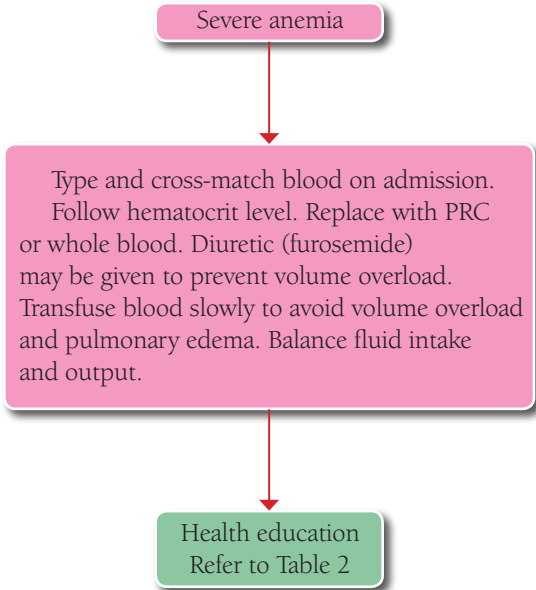 Severe anemia
Type and cross-match blood on admission.
Follow hematocrit level. Replace with PRC
or whole blood. Diuretic (furosemide)
may be given to prevent volume overload.
Transfuse blood slowly to avoid volume overload
and pulmonary edema. Balance fluid intake
and output.
Health education
Refer to Table 2